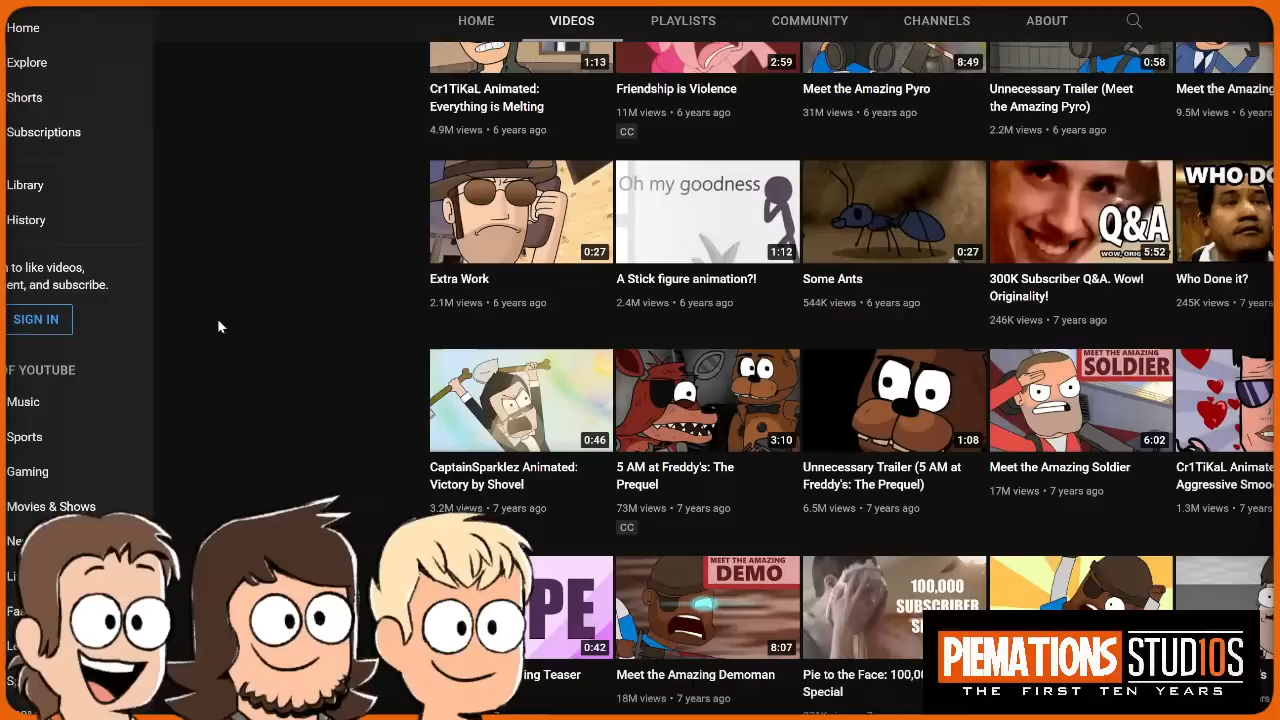 HOME VIDEOS PLAYLISTS COMMUNITY CHANNELS ABOUT
Home
Explore
Shorts
Subscriptions
Library
History
to like videos,
ent, and subscribe.
SIGN IN
OF YOUTUBE
Music
Sports
Gaming
Movies & Shows
1:13
Cr1TiKaL Animated:
Everything is Melting
4.9M views • 6 years ago
2:59
Friendship is Violence
11M views • 6 years ago
CC
8:49
Meet the Amazing Pyro
31M views • 6 years ago
0:58
Unnecessary Trailer (Meet
the Amazing Pyro)
2.2M views • 6 years ago
Meet the Amazing
9.5M views • 6 years
0:27
Extra Work
2.1M views • 6 years ago
Oh my goodness
1:12
A Stick figure animation?!
2.4M views • 6 years ago
0:27
Some Ants
544K views • 6 years ago
Q&A
5:52
300K Subscriber Q&A. Wow!
Originality!
246K views • 7 years ago
WHO DO
Who Done it?
245K views • 7 years
0:46
CaptainSparklez Animated:
Victory by Shovel
3.2M views • 7 years ago
3:10
5 AM at Freddy's: The
Prequel
73M views • 7 years ago
CC
1:08
Unnecessary Trailer (5 AM at
Freddy's: The Prequel)
6.5M views • 7 years ago
MEET THE AMAZING
SOLDIER
6:02
Meet the Amazing Soldier
17M views • 7 years ago
Cr1TiKaL Animate
Aggressive Smoo
1.3M views • 7 years
PE
0:42
ing Teaser
MEET THE AMAZING
DEMO
8:07
Meet the Amazing Demoman
18M views • 7 years ago
100,000
SUBSCRIBER
Pie to the Face: 100,00
Special
PIEMATIONS STUD10S
THE FIRST TEN YEARS